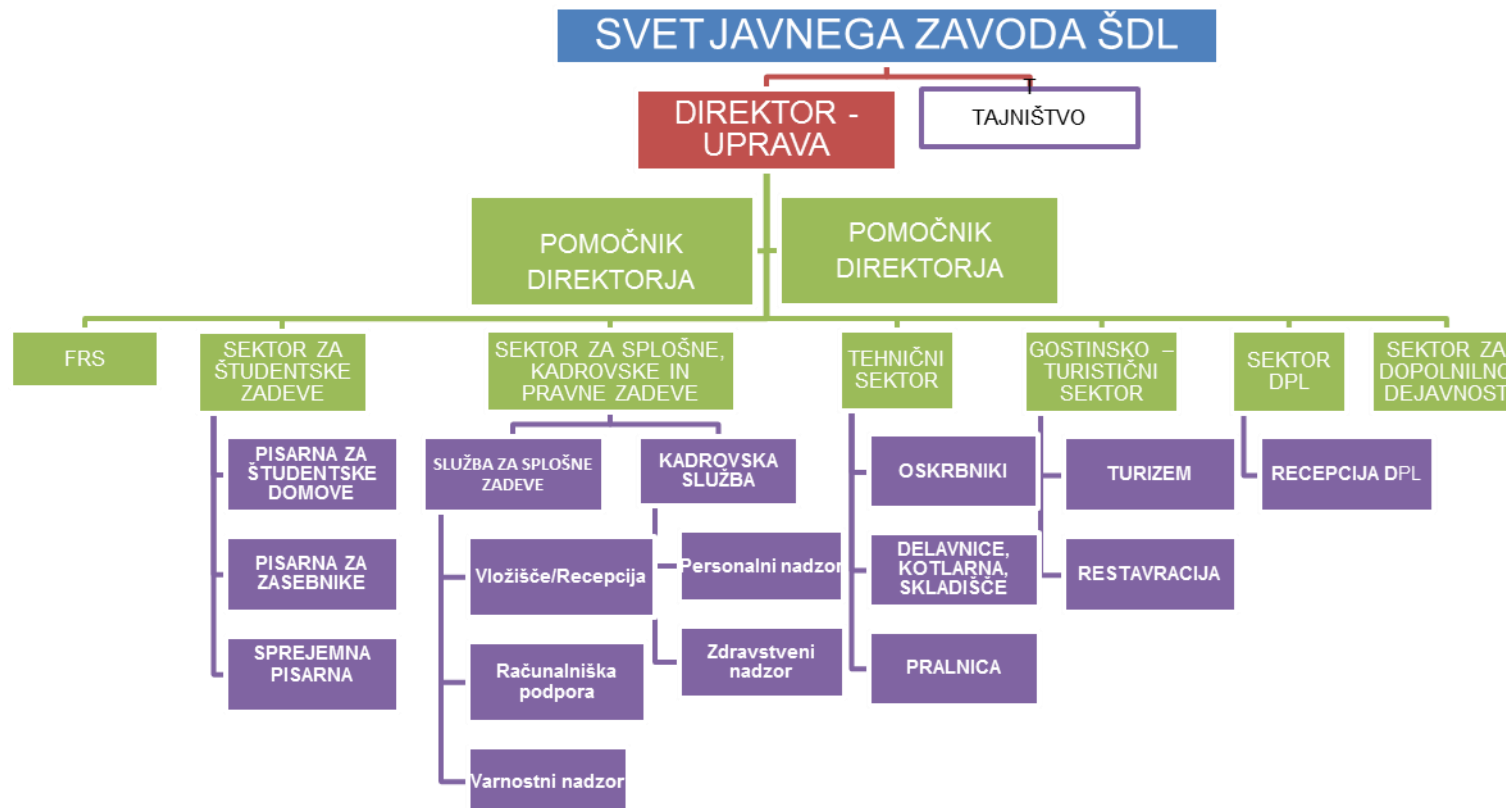 SVET JAVNEGA ZAVODA ŠDL
T
DIREKTOR -
UPRAVA
TAJNIŠTVO
POMOČNIK
DIREKTORJA
POMOČNIK
DIREKTORJA
FRS
SEKTOR ZA
ŠTUDENTSKE
ZADEVE
SEKTOR ZA SPLOŠNE,
KADROVSKE IN
PRAVNE ZADEVE
TEHNIČNI
SEKTOR
GOSTINSKO –
TURISTIČNI
SEKTOR
SEKTOR
DPL
SEKTOR ZA
DOPOLNILNO
DEJAVNOST
PISARNA ZA
ŠTUDENTSKE
DOMOVE
PISARNA ZA
ZASEBNIKE
SPREJEMNA
PISARNA
SLUŽBA ZA SPLOŠNE
ZADEVE
Vložišče/Recepcija
Računalniška
podpora
Varnostni nadzor
KADROVSKA
SLUŽBA
Personalni nadzor
Zdravstveni
nadzor
OSKRBNIKI
DELAVNICE,
KOTLARNA,
SKLADIŠČE
PRALNICA
TURIZEM
RESTAVRACIJA
RECEPCIJA DPL